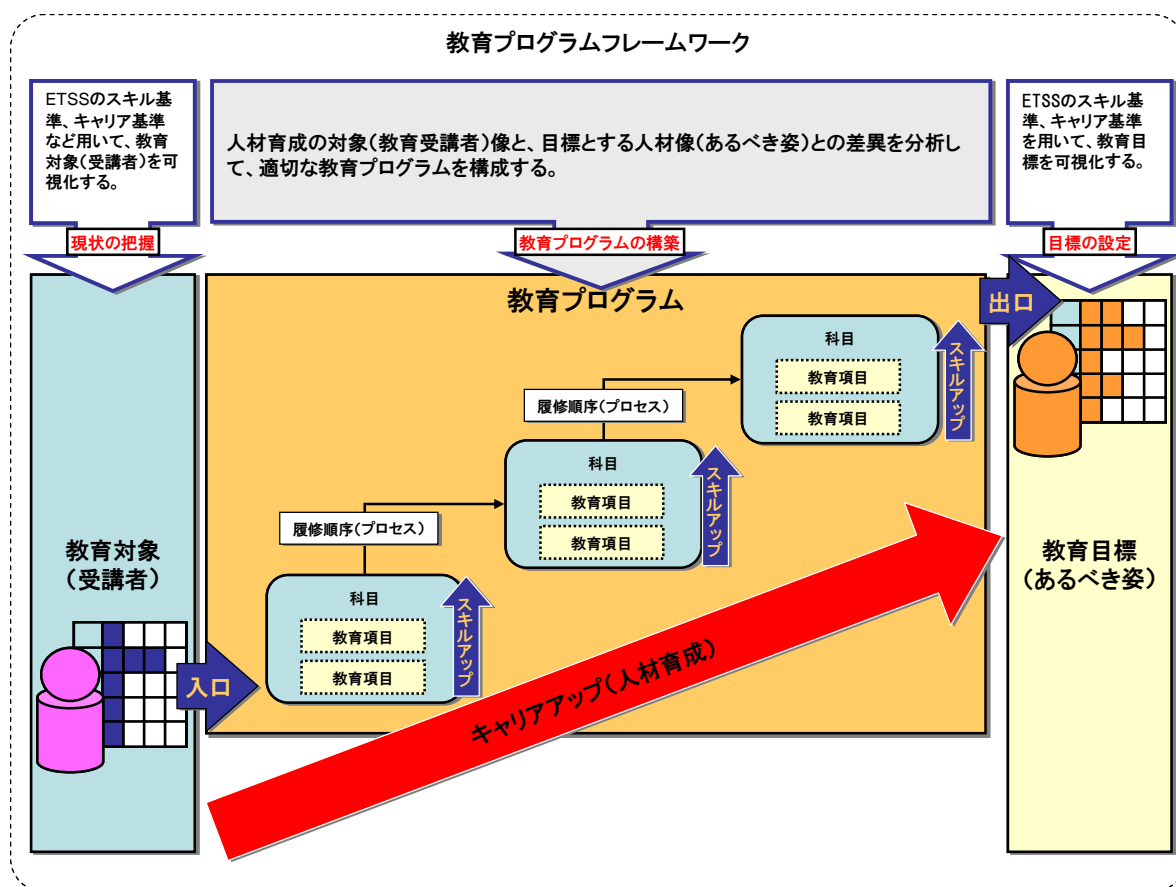 教育プログラムフレームワーク
ETSSのスキル基
準、キャリア基準
など用いて、教育
対象(受講者)を可
視化する。
人材育成の対象(教育受講者)像と、目標とする人材像(あるべき姿)との差異を分析し
て、適切な教育プログラムを構成する。
ETSSのスキル基
準、キャリア基準
を用いて、教育目
標を可視化する。
現状の把握
教育プログラムの構築
目標の設定
教育プログラム
出口
科目
教育項目
教育項目
スキルアップ
履修順序(プロセス)
科目
教育項目
教育項目
スキルアップ
履修順序(プロセス)
科目
教育項目
教育項目
スキルアップ
教育対象
(受講者)
入口
教育目標
(あるべき姿)
キャリアアップ(人材育成)